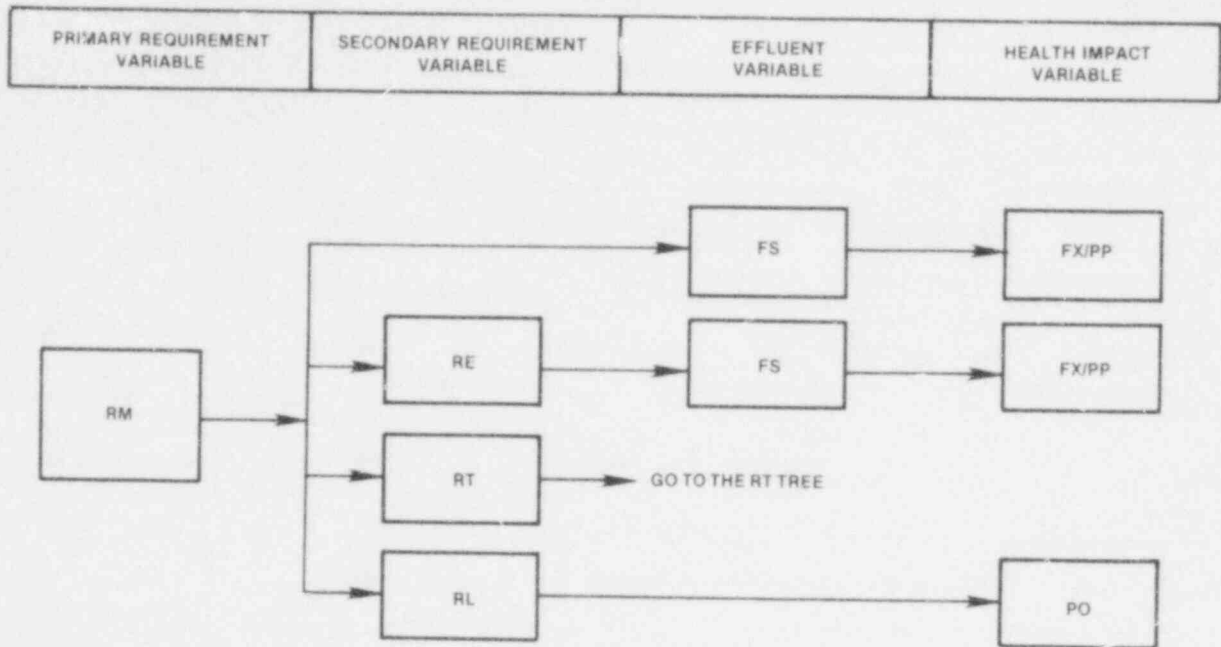 PRIMARY REQUIREMENT
VARIABLE
SECONDARY REQUIREMENT
VARIABLE
EFFLUENT
VARIABLE
HEALTH IMPACT
VARIABLE
FS
FX/PP
RE
FS
FX/PP
RM
RT
GO TO THE RT TREE
RL
PO